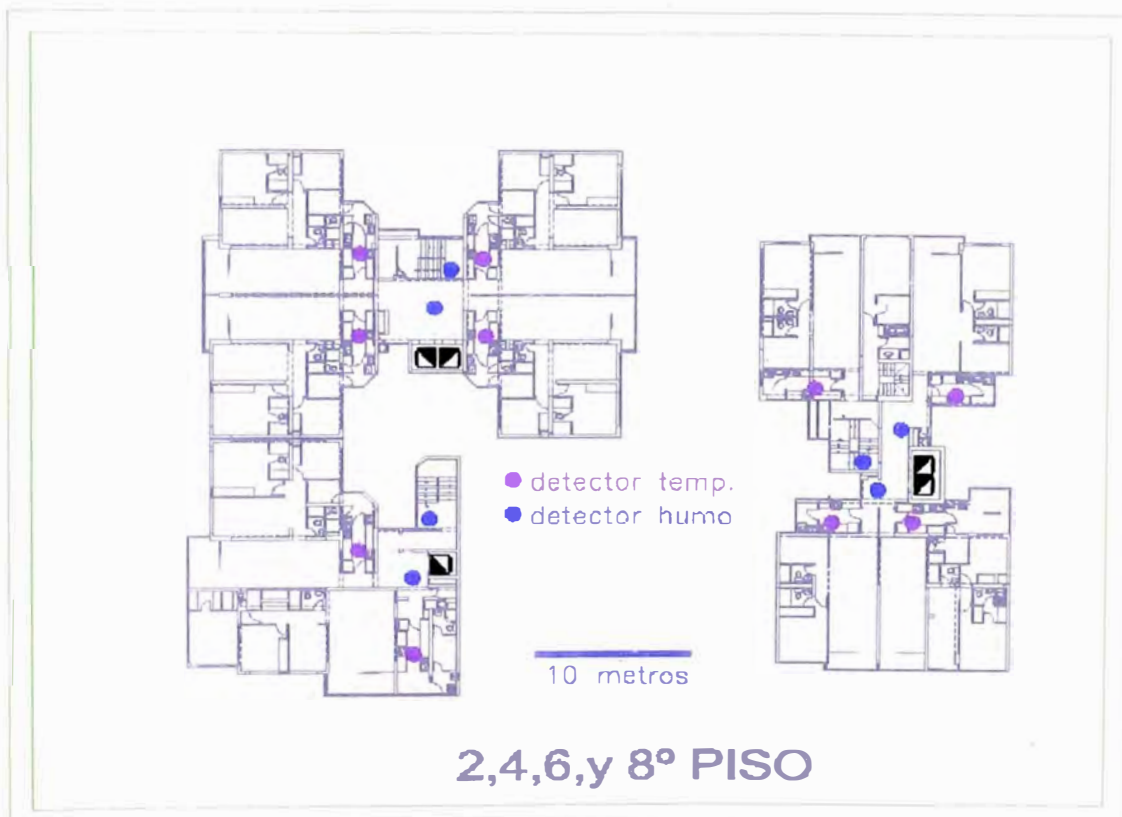 detector temp.
detector humo
10 metros
2,4,6,y 8º PISO